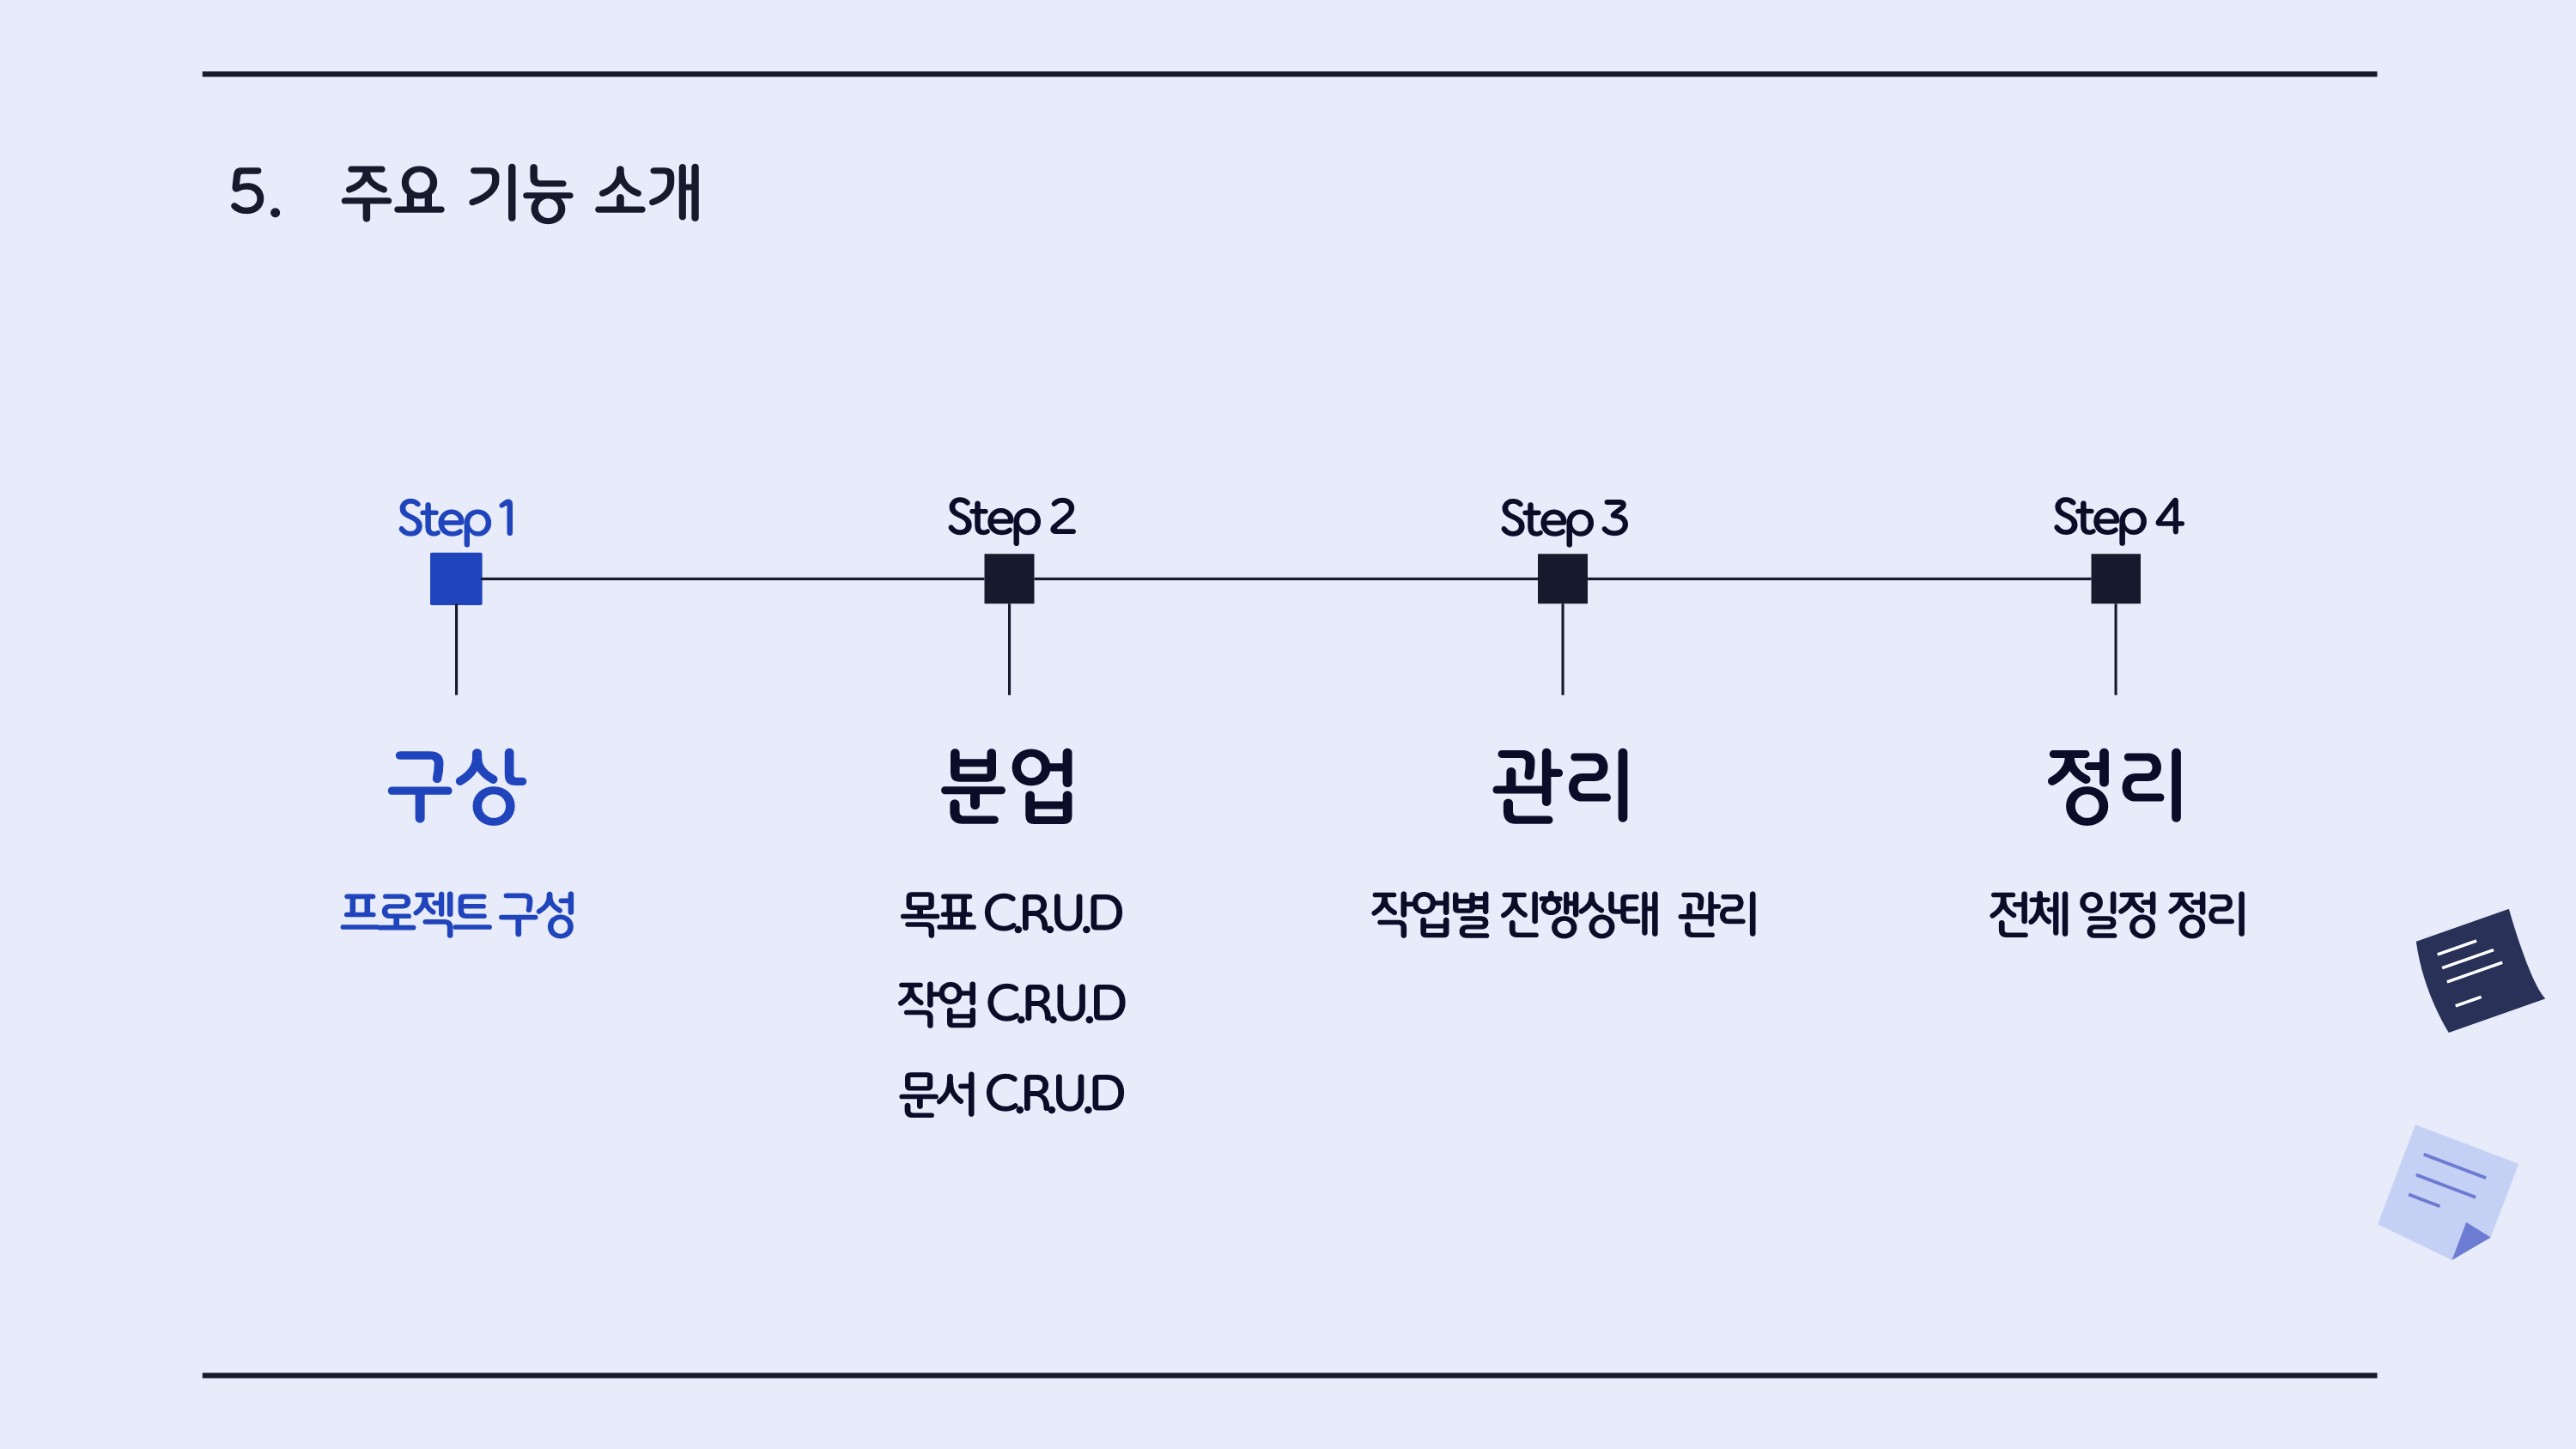 5. 주요 기능 소개
Step 1
Step 2
Step 3
Step 4
구상
분업
관리
정리
프로젝트 구성
목표 C.R.U.D
작업별 진행상태 관리
전체 일정 정리
작업 C.R.U.D
문서 C.R.U.D